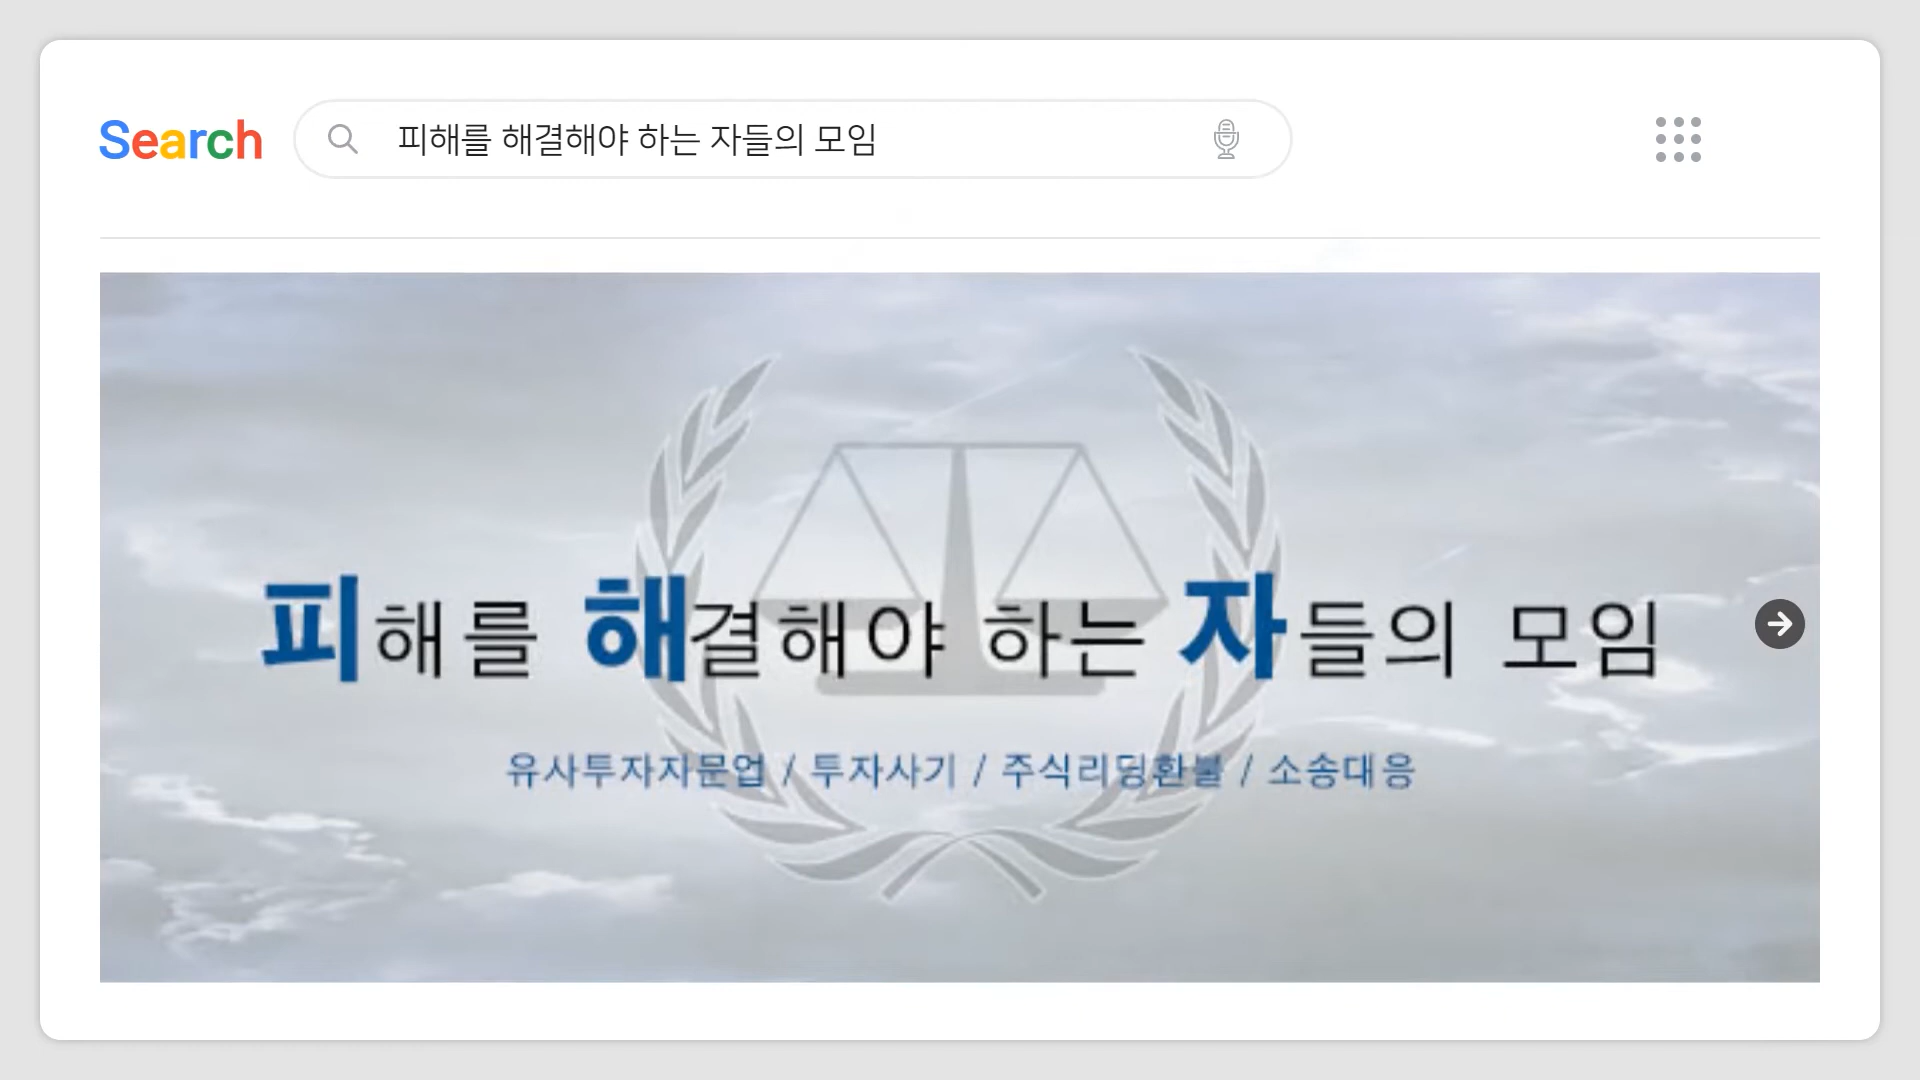 Search
피해를 해결해야 하는 자들의 모임
피해를 해결해야 하는 자들의 모임
유사투자자문업 / 투자사기 / 주식리딩환불 / 소송대응